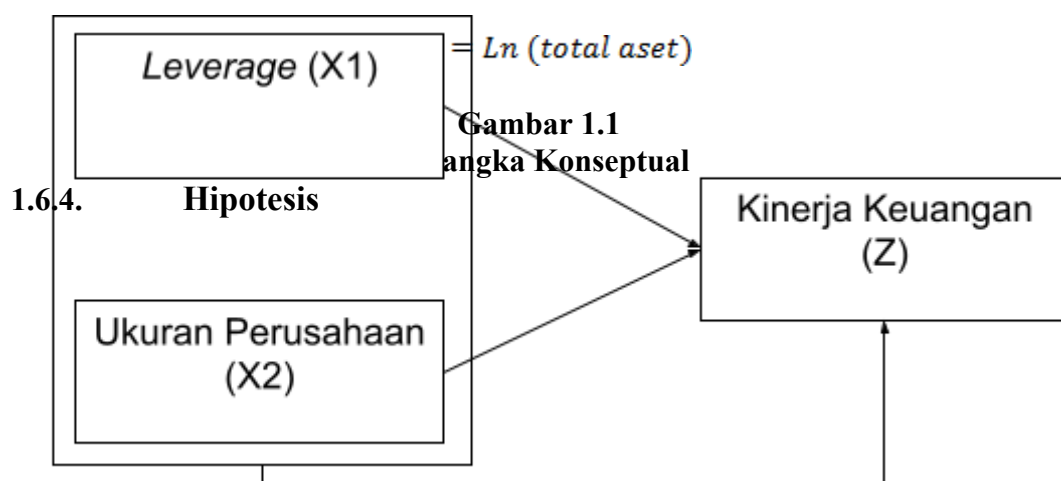 = Ln (total aset)
Leverage (X1)
Gambar 1.1
angka Konseptual
1.6.4. Hipotesis
Kinerja Keuangan
(Z)
Ukuran Perusahaan
(X2)